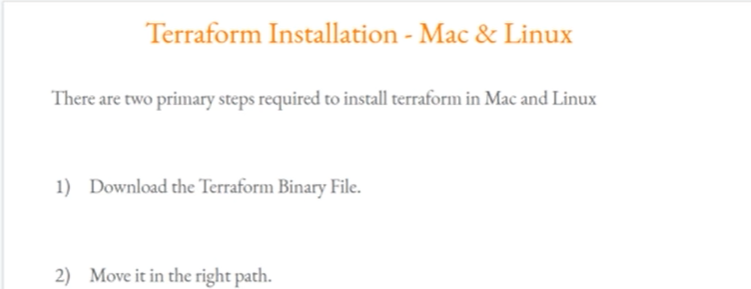 Terraform Installation - Mac & Linux
There are two primary steps required to install terraform in Mac and Linux
1) Download the Terraform Binary File.
2) Move it in the right path.